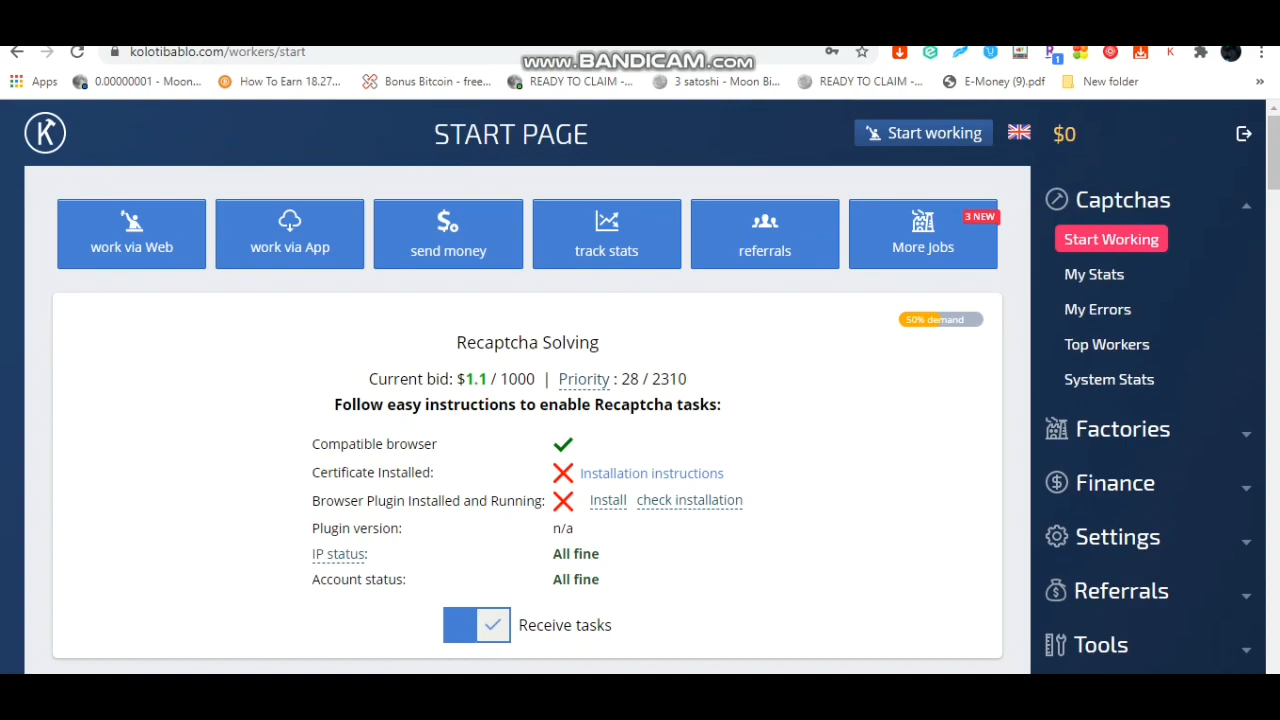 kolotibablo.com/workers/start
www.BANDICAM.com
Apps 0.00000001 - Moon... How To Earn 18.27... Bonus Bitcoin - free... READY TO CLAIM -... 3 satoshi - Moon Bi... READY TO CLAIM -... E-Money (9).pdf New folder »
K START PAGE Start working $0
work via Web work via App send money track stats referrals More Jobs 3 NEW
50% demand
Recaptcha Solving
Current bid: $1.1 / 1000 | Priority : 28 / 2310
Follow easy instructions to enable Recaptcha tasks:
Compatible browser
Certificate Installed: Installation instructions
Browser Plugin Installed and Running: Install check installation
Plugin version: n/a
IP status: All fine
Account status: All fine
Receive tasks
Captchas
Start Working
My Stats
My Errors
Top Workers
System Stats
Factories
Finance
Settings
Referrals
Tools